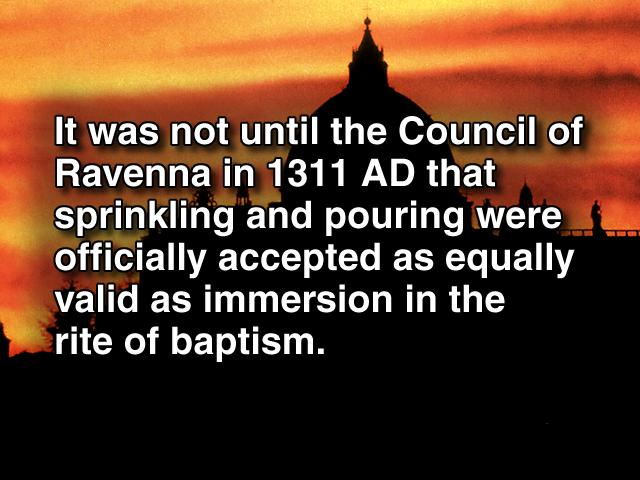 It was not until the Council of
Ravenna in 1311 AD that
sprinkling and pouring were
officially accepted as equally
valid as immersion in the
rite of baptism.